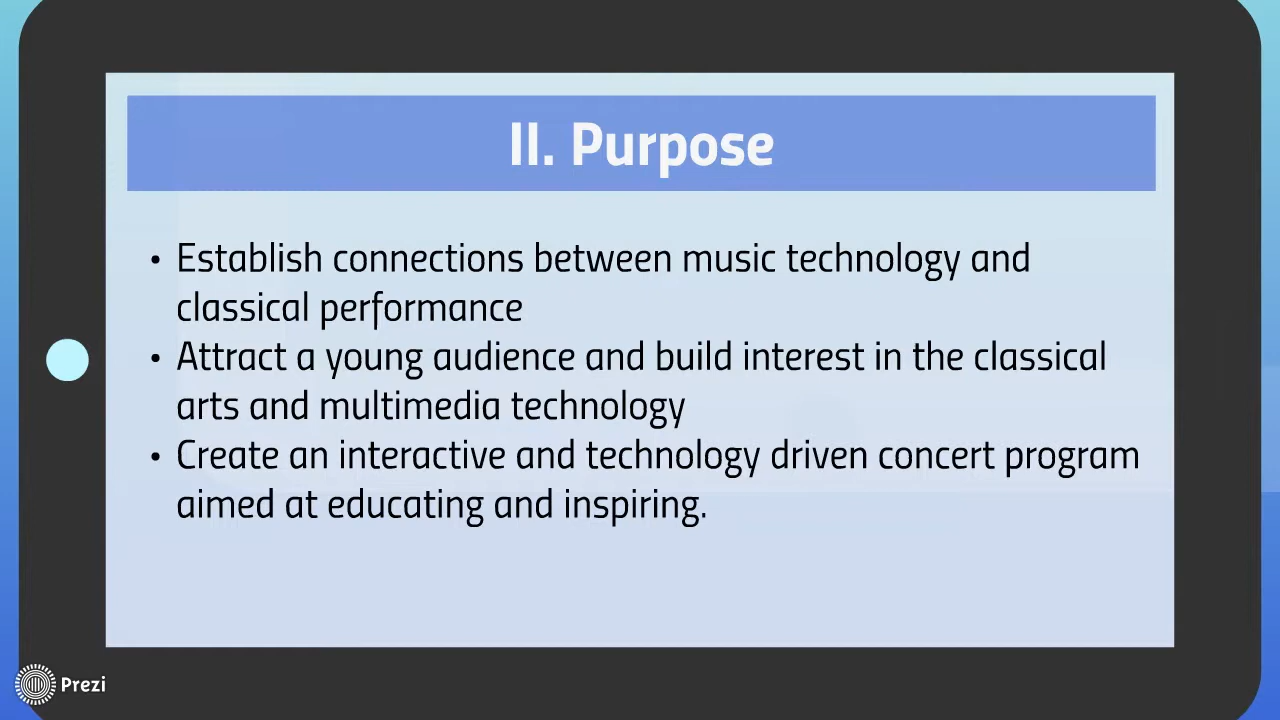 II. Purpose
• Establish connections between music technology and
classical performance
• Attract a young audience and build interest in the classical
arts and multimedia technology
• Create an interactive and technology driven concert program
aimed at educating and inspiring.
Prezi